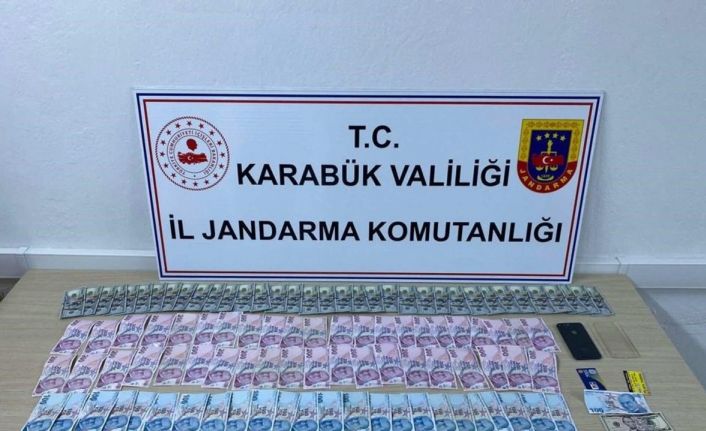 T.C.
KARABÜK VALİLİĞİ
İL JANDARMA KOMUTANLIĞI
JANDARMA